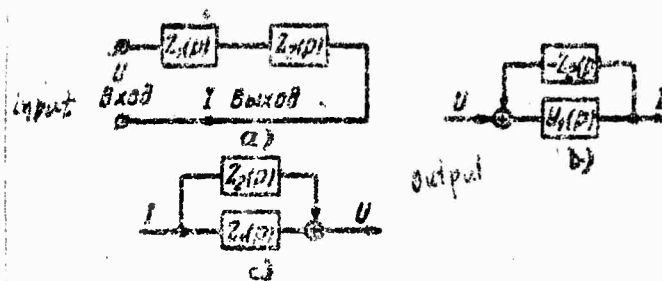 Z₁(p) Z₂(p)
U
input Вход I Выход
a)
-Z₂(p)
U Y₁(p) I
b)
output
Z₂(p)
I Z₁(p) U
c)